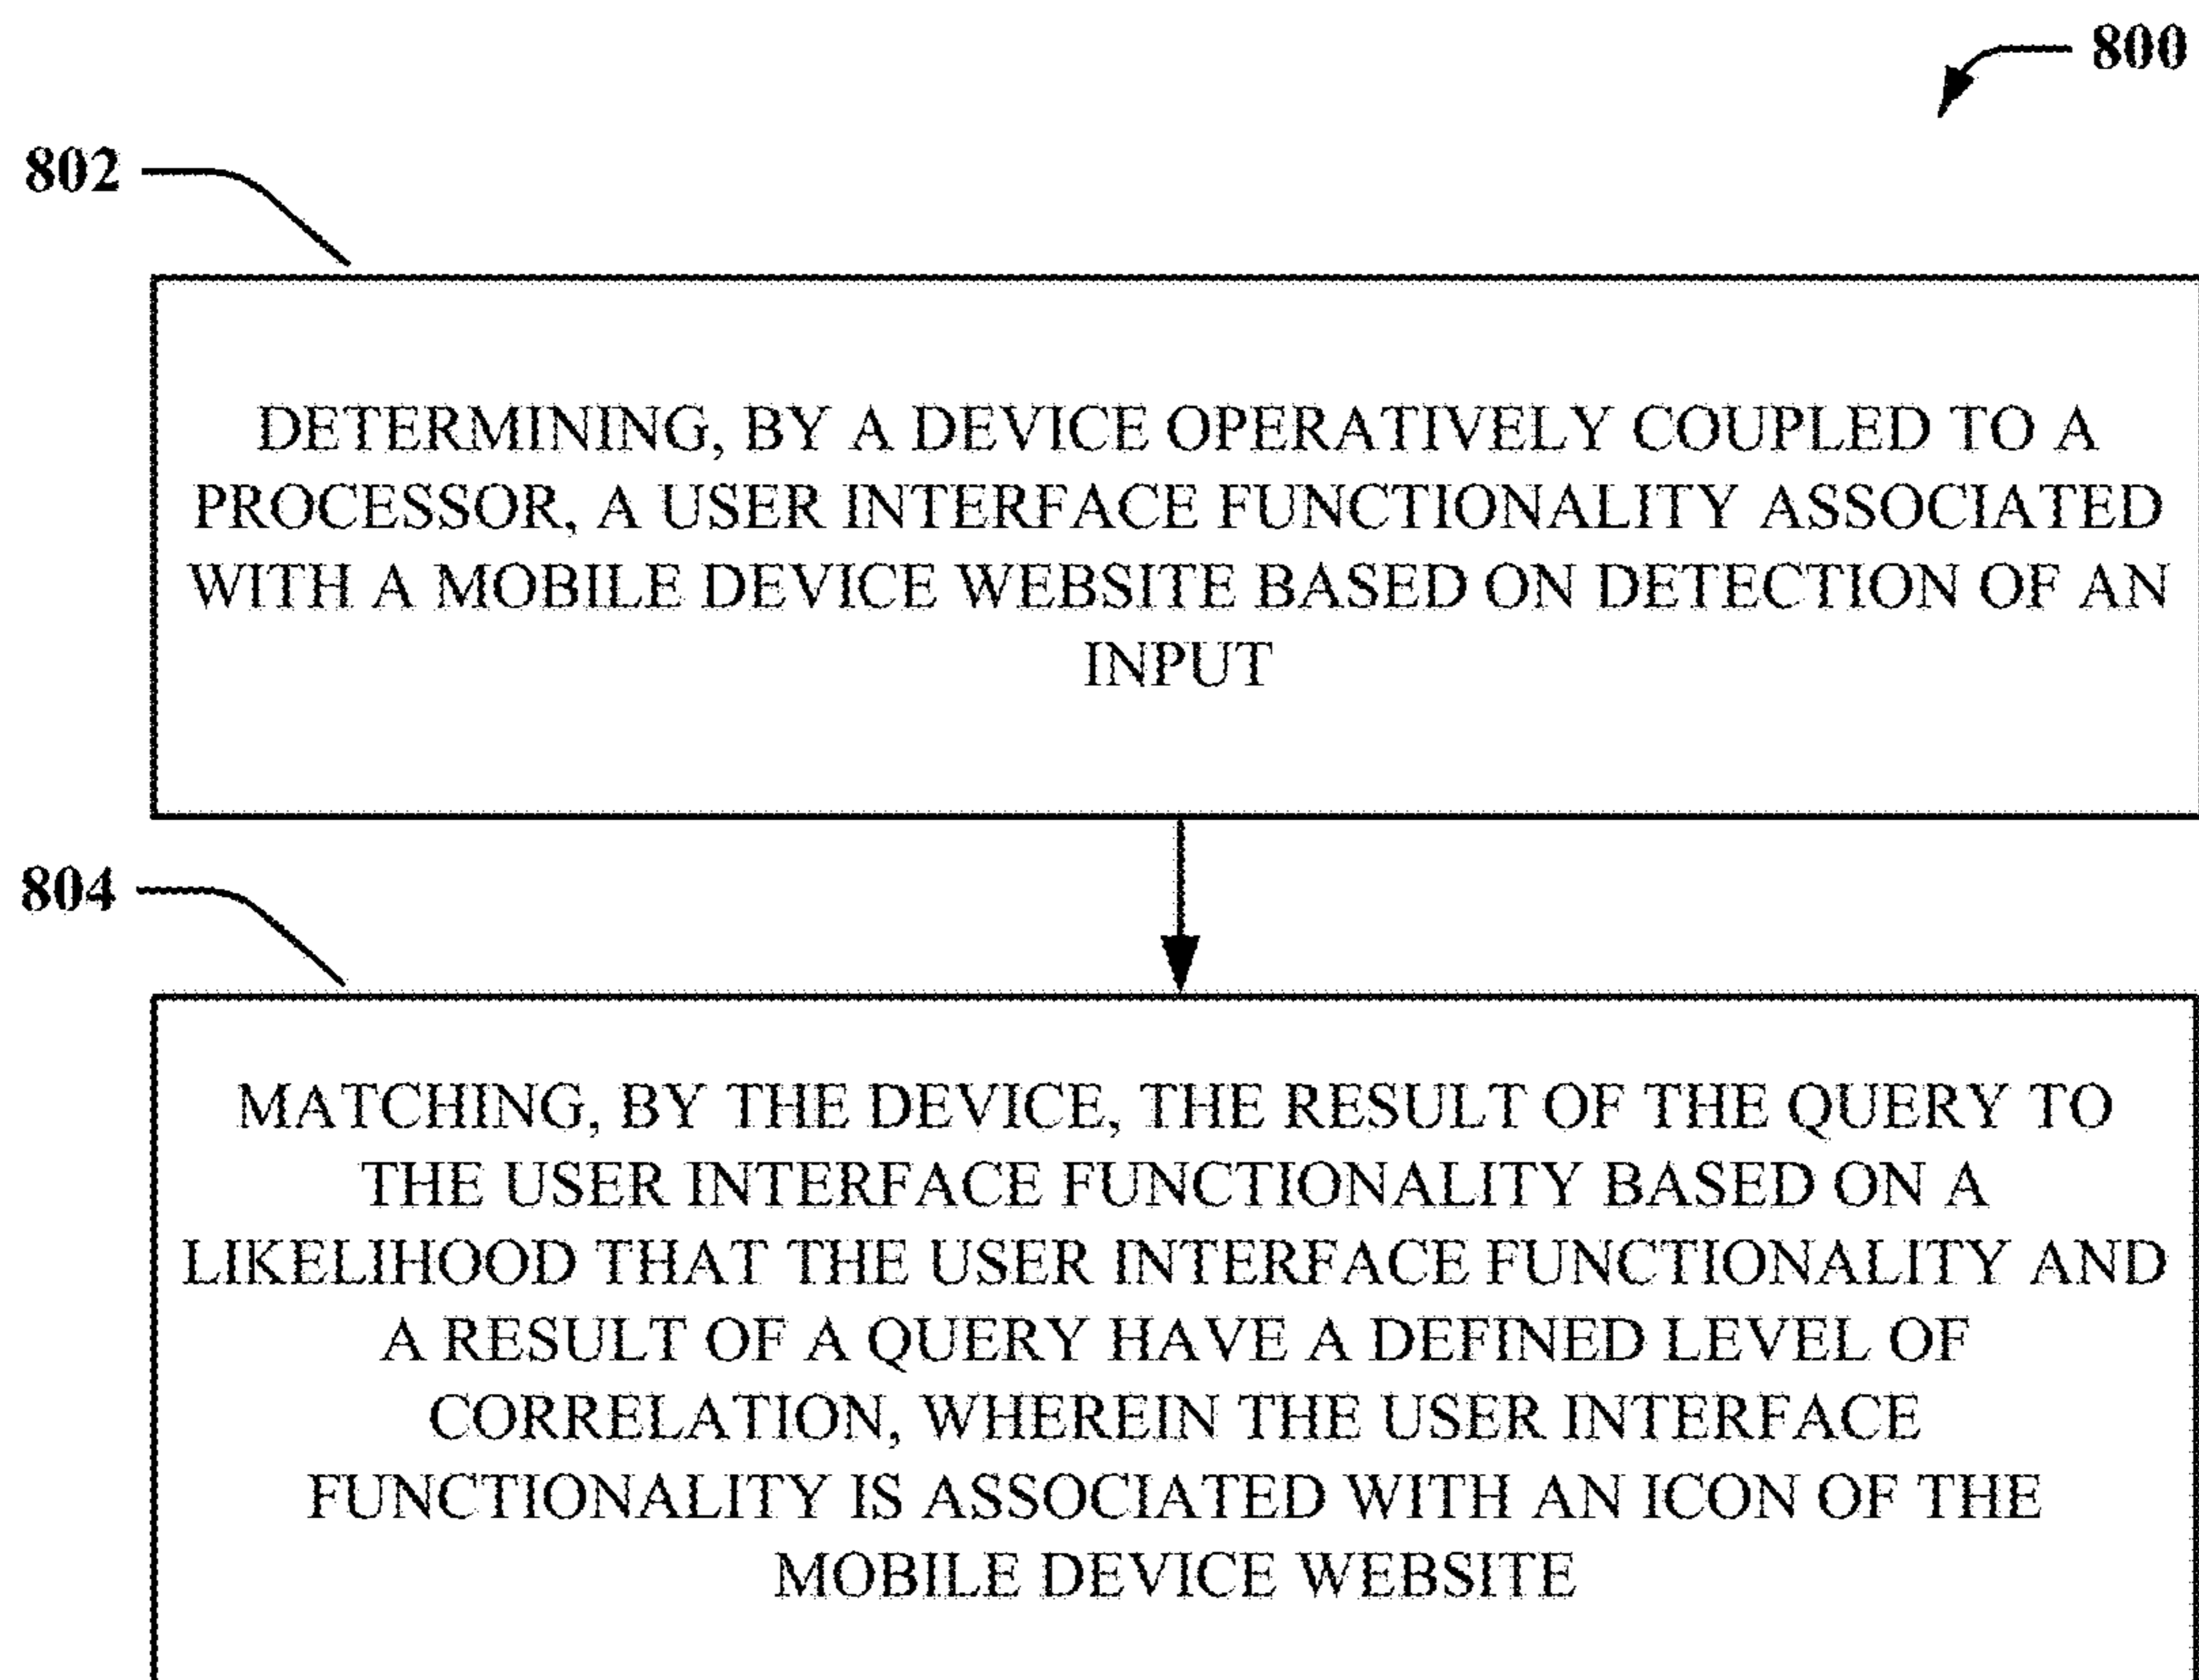 800
802
DETERMINING, BY A DEVICE OPERATIVELY COUPLED TO A
PROCESSOR, A USER INTERFACE FUNCTIONALITY ASSOCIATED
WITH A MOBILE DEVICE WEBSITE BASED ON DETECTION OF AN
INPUT
804
MATCHING, BY THE DEVICE, THE RESULT OF THE QUERY TO
THE USER INTERFACE FUNCTIONALITY BASED ON A
LIKELIHOOD THAT THE USER INTERFACE FUNCTIONALITY AND
A RESULT OF A QUERY HAVE A DEFINED LEVEL OF
CORRELATION, WHEREIN THE USER INTERFACE
FUNCTIONALITY IS ASSOCIATED WITH AN ICON OF THE
MOBILE DEVICE WEBSITE